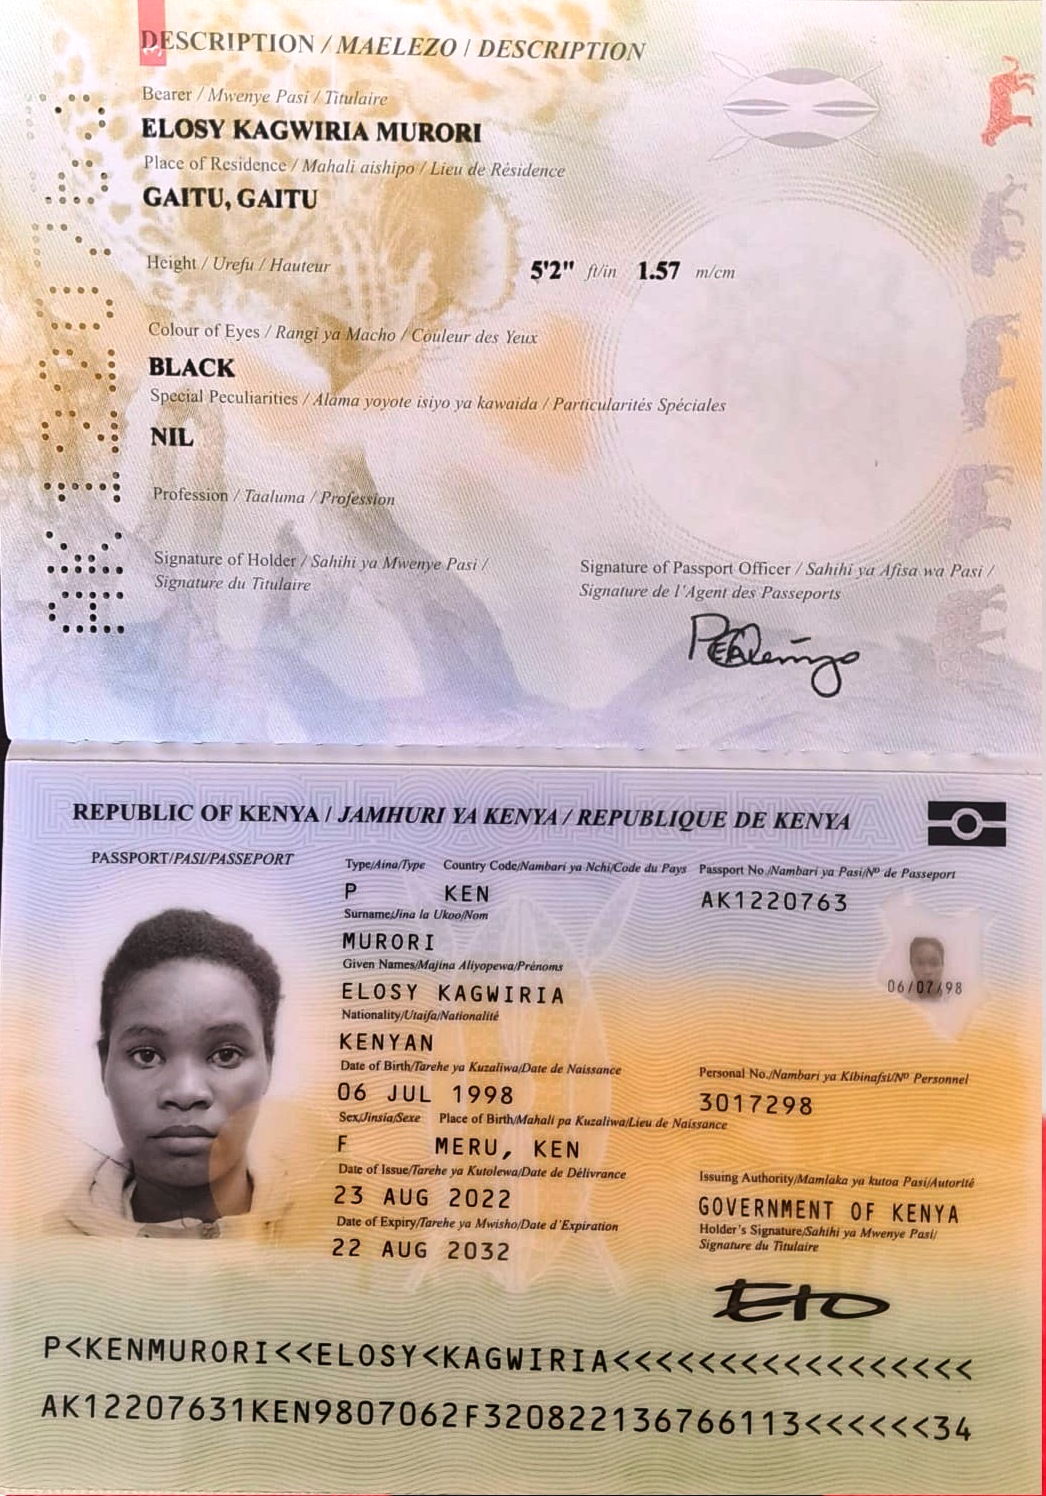 DESCRIPTION / MAELEZO / DESCRIPTION
Bearer / Mwenye Pasi / Titulaire
ELOSY KAGWIRIA MURORI
Place of Residence / Mahali aishipo / Lieu de Résidence
GAITU, GAITU
Height / Urefu / Hauteur 5'2" ft/in 1.57 m/cm
Colour of Eyes / Rangi ya Macho / Couleur des Yeux
BLACK
Special Peculiarities / Alama yoyote isiyo ya kawaida / Particularités Spéciales
NIL
Profession / Taaluma / Profession
Signature of Holder / Sahihi ya Mwenye Pasi /
Signature du Titulaire
Signature of Passport Officer / Sahihi ya Afisa wa Pasi /
Signature de l'Agent des Passeports
REPUBLIC OF KENYA / JAMHURI YA KENYA / REPUBLIQUE DE KENYA
PASSPORT/PASI/PASSEPORT
Type/Aina/Type Country Code/Nambari ya Nchi/Code du Pays Passport No./Nambari ya Pasi/Nº de Passeport
P KEN AK1220763
Surname/Jina la Ukoo/Nom
MURORI
Given Names/Majina Aliyopewa/Prénoms
ELOSY KAGWIRIA
06/07/98
Nationality/Utaifa/Nationalité
KENYAN
Date of Birth/Tarehe ya Kuzaliwa/Date de Naissance Personal No./Nambari ya Kibinafsi/Nº Personnel
06 JUL 1998 3017298
Sex/Jinsia/Sexe Place of Birth/Mahali pa Kuzaliwa/Lieu de Naissance
F MERU, KEN
Date of Issue/Tarehe ya Kutolewa/Date de Délivrance Issuing Authority/Mamlaka ya kutoa Pasi/Autorité
23 AUG 2022 GOVERNMENT OF KENYA
Date of Expiry/Tarehe ya Mwisho/Date d'Expiration Holder's Signature/Sahihi ya Mwenye Pasi/
Signature du Titulaire
22 AUG 2032
P<KENMURORI<<ELOSY<KAGWIRIA<<<<<<<<<<<<<<<<<
AK12207631KEN9807062F320822136766113<<<<<<34